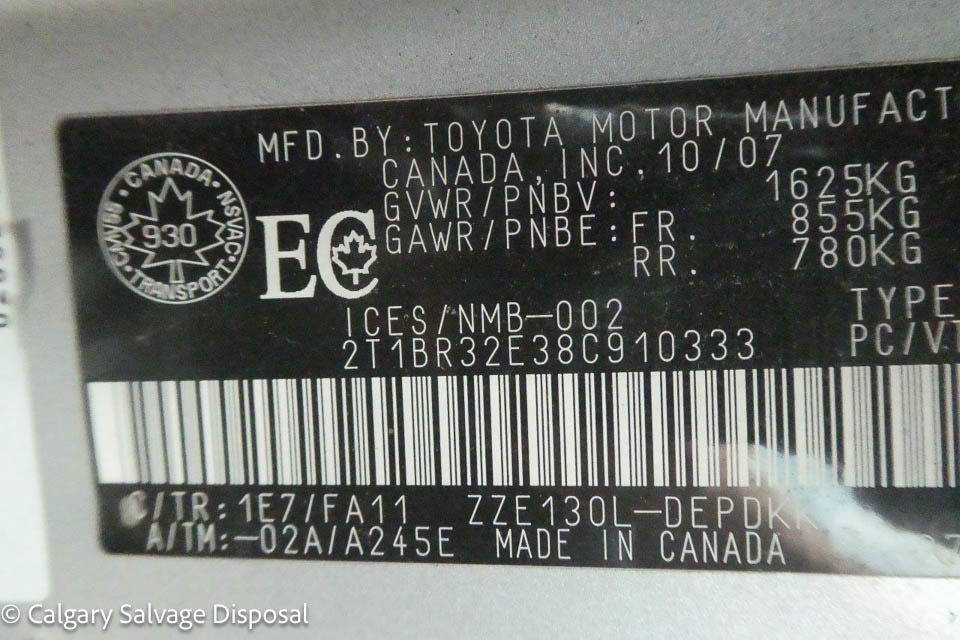 MFD.BY:TOYOTA MOTOR MANUFACT
CANADA, INC. 10/07
GVWR/PNBV: 1625KG
GAWR/PNBE:FR. 855KG
RR. 780KG
CANADA
NSVAC
TRANSPORT
930
EC
ICES/NMB-002
TYPE
2T1BR32E38C910333
PC/
C/TR: 1E7/FA11 ZZE130L-DEPDK
A/TM:-02A/A245E MADE IN CANADA
© Calgary Salvage Disposal